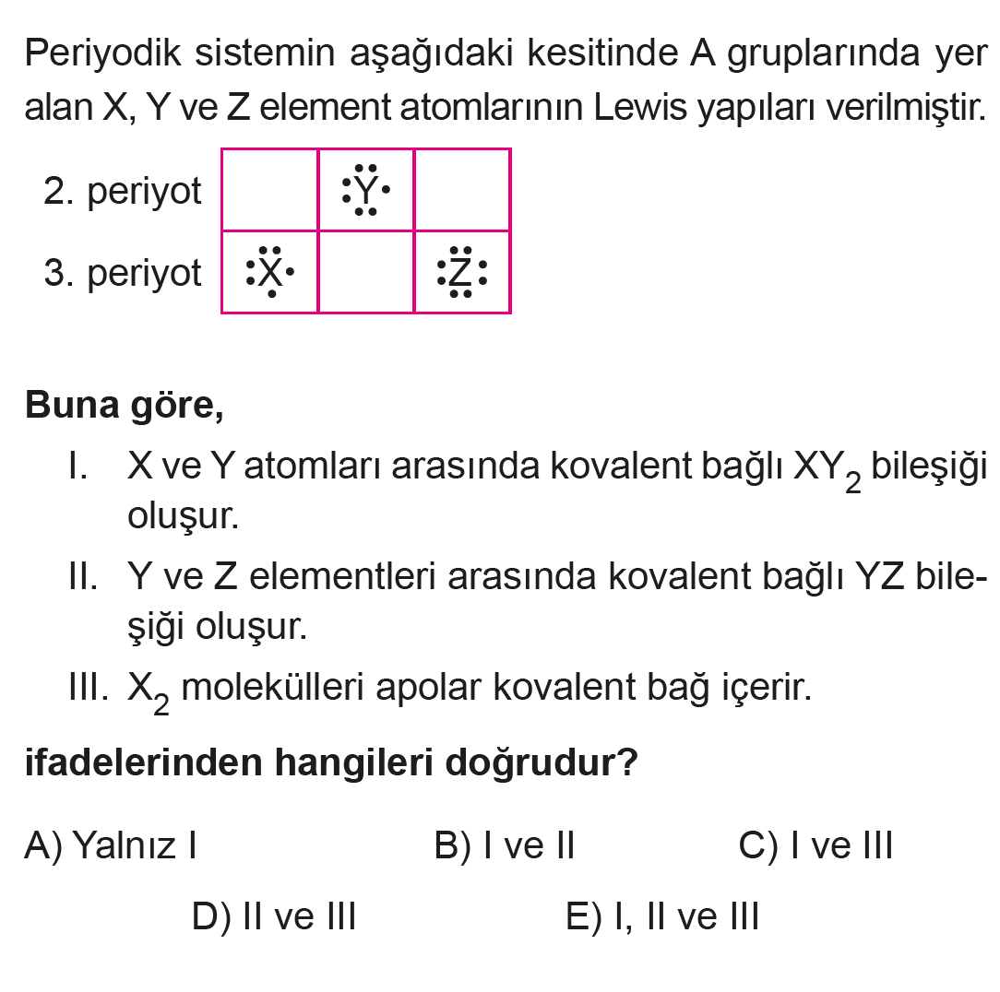 Periyodik sistemin aşağıdaki kesitinde A gruplarında yer
alan X, Y ve Z element atomlarının Lewis yapıları verilmiştir.
2. periyot Y
3. periyot X Z
Buna göre,
I. X ve Y atomları arasında kovalent bağlı XY₂ bileşiği
oluşur.
II. Y ve Z elementleri arasında kovalent bağlı YZ bile-
şiği oluşur.
III. X₂ molekülleri apolar kovalent bağ içerir.
ifadelerinden hangileri doğrudur?
A) Yalnız I B) I ve II C) I ve III
D) II ve III E) I, II ve III